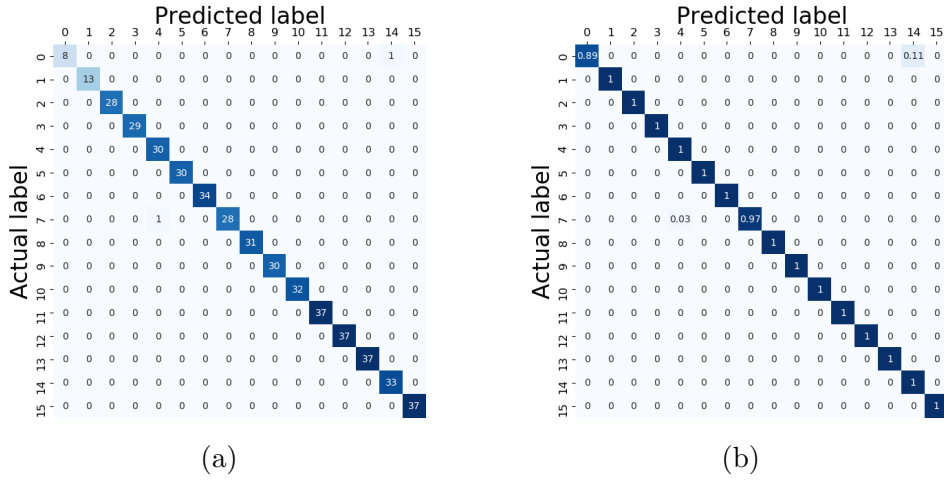 Predicted label
0 1 2 3 4 5 6 7 8 9 10 11 12 13 14 15
Actual label
0 8 0 0 0 0 0 0 0 0 0 0 0 0 0 1 0
1 0 13 0 0 0 0 0 0 0 0 0 0 0 0 0 0
2 0 0 28 0 0 0 0 0 0 0 0 0 0 0 0 0
3 0 0 0 29 0 0 0 0 0 0 0 0 0 0 0 0
4 0 0 0 0 30 0 0 0 0 0 0 0 0 0 0 0
5 0 0 0 0 0 30 0 0 0 0 0 0 0 0 0 0
6 0 0 0 0 0 0 34 0 0 0 0 0 0 0 0 0
7 0 0 0 0 1 0 0 28 0 0 0 0 0 0 0 0
8 0 0 0 0 0 0 0 0 31 0 0 0 0 0 0 0
9 0 0 0 0 0 0 0 0 0 30 0 0 0 0 0 0
10 0 0 0 0 0 0 0 0 0 0 32 0 0 0 0 0
11 0 0 0 0 0 0 0 0 0 0 0 37 0 0 0 0
12 0 0 0 0 0 0 0 0 0 0 0 0 37 0 0 0
13 0 0 0 0 0 0 0 0 0 0 0 0 0 37 0 0
14 0 0 0 0 0 0 0 0 0 0 0 0 0 0 33 0
15 0 0 0 0 0 0 0 0 0 0 0 0 0 0 0 37
(a)
Predicted label
0 1 2 3 4 5 6 7 8 9 10 11 12 13 14 15
Actual label
0 0.89 0 0 0 0 0 0 0 0 0 0 0 0 0 0.11 0
1 0 1 0 0 0 0 0 0 0 0 0 0 0 0 0 0
2 0 0 1 0 0 0 0 0 0 0 0 0 0 0 0 0
3 0 0 0 1 0 0 0 0 0 0 0 0 0 0 0 0
4 0 0 0 0 1 0 0 0 0 0 0 0 0 0 0 0
5 0 0 0 0 0 1 0 0 0 0 0 0 0 0 0 0
6 0 0 0 0 0 0 1 0 0 0 0 0 0 0 0 0
7 0 0 0 0 0.03 0 0 0.97 0 0 0 0 0 0 0 0
8 0 0 0 0 0 0 0 0 1 0 0 0 0 0 0 0
9 0 0 0 0 0 0 0 0 0 1 0 0 0 0 0 0
10 0 0 0 0 0 0 0 0 0 0 1 0 0 0 0 0
11 0 0 0 0 0 0 0 0 0 0 0 1 0 0 0 0
12 0 0 0 0 0 0 0 0 0 0 0 0 1 0 0 0
13 0 0 0 0 0 0 0 0 0 0 0 0 0 1 0 0
14 0 0 0 0 0 0 0 0 0 0 0 0 0 0 1 0
15 0 0 0 0 0 0 0 0 0 0 0 0 0 0 0 1
(b)